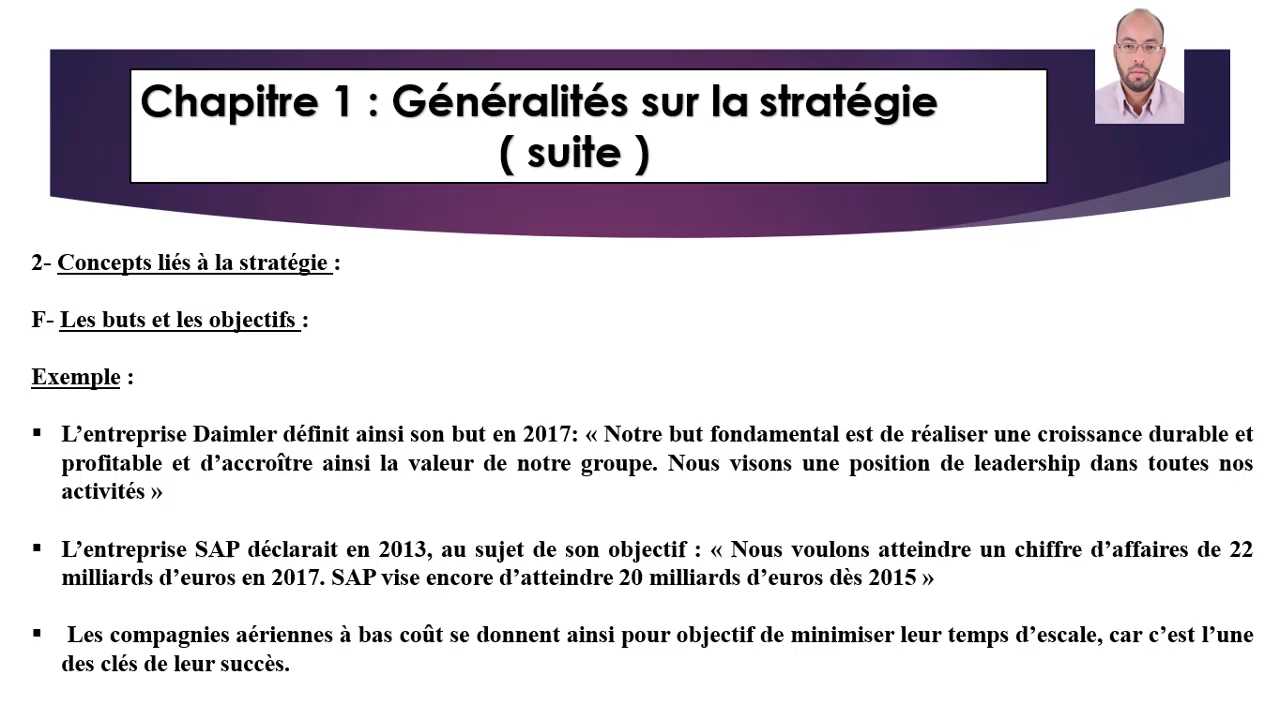 Chapitre 1 : Généralités sur la stratégie
( suite )
2- Concepts liés à la stratégie :
F- Les buts et les objectifs :
Exemple :
▪ L’entreprise Daimler définit ainsi son but en 2017: « Notre but fondamental est de réaliser une croissance durable et
profitable et d’accroître ainsi la valeur de notre groupe. Nous visons une position de leadership dans toutes nos
activités »
▪ L’entreprise SAP déclarait en 2013, au sujet de son objectif : « Nous voulons atteindre un chiffre d’affaires de 22
milliards d’euros en 2017. SAP vise encore d’atteindre 20 milliards d’euros dès 2015 »
▪ Les compagnies aériennes à bas coût se donnent ainsi pour objectif de minimiser leur temps d’escale, car c’est l’une
des clés de leur succès.